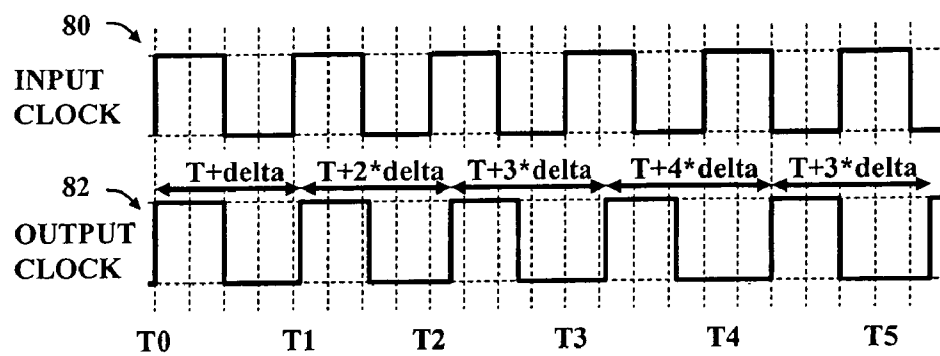 80
INPUT
CLOCK
T+delta T+2*delta T+3*delta T+4*delta T+3*delta
82
OUTPUT
CLOCK
T0 T1 T2 T3 T4 T5